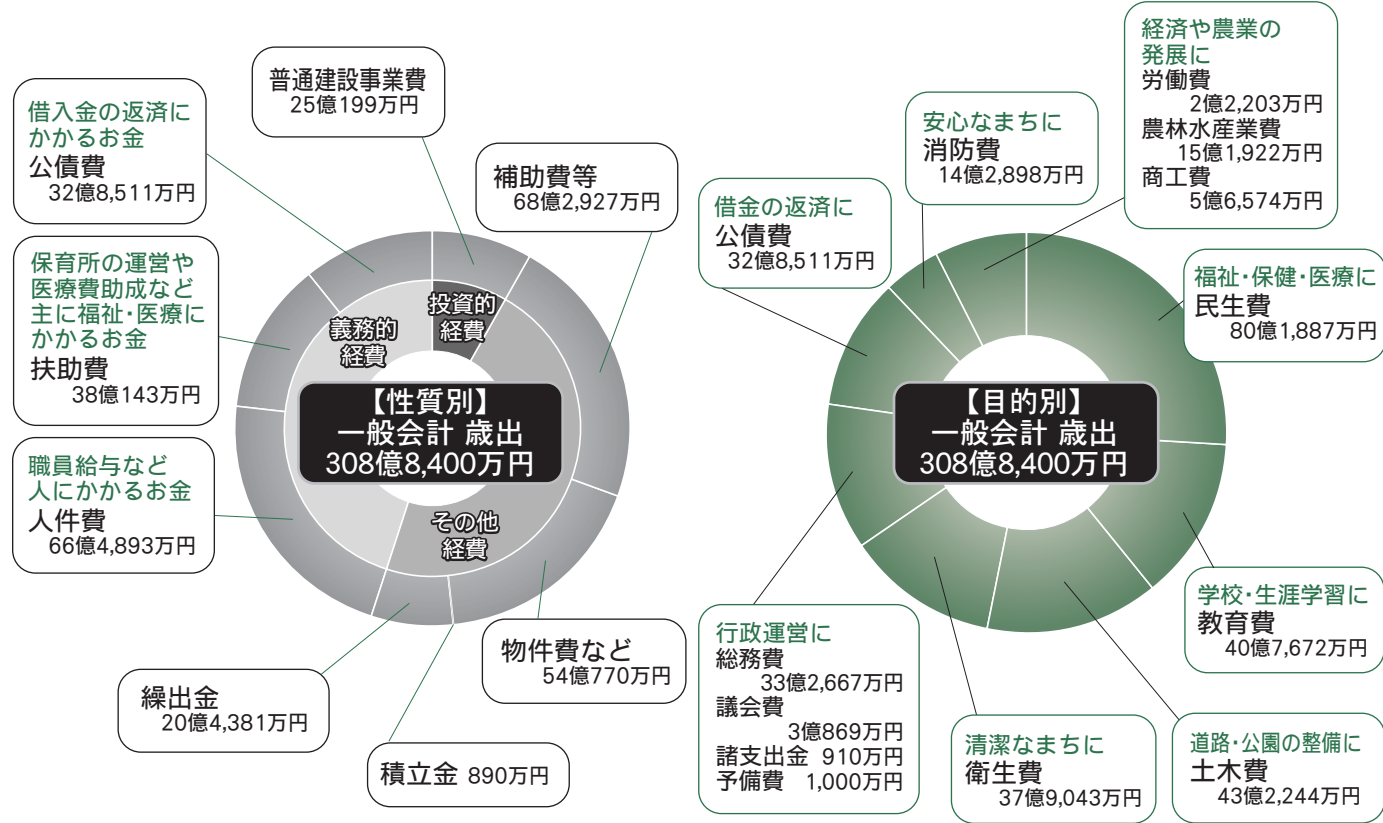 普通建設事業費
25億199万円
借入金の返済に
かかるお金
公債費
32億8,511万円
補助費等
68億2,927万円
保育所の運営や
医療費助成など
主に福祉・医療に
かかるお金
扶助費
38億143万円
義務的
経費
投資的
経費
【性質別】
一般会計 歳出
308億8,400万円
その他
経費
職員給与など
人にかかるお金
人件費
66億4,893万円
物件費など
54億770万円
繰出金
20億4,381万円
積立金 890万円
経済や農業の
発展に
労働費
2億2,203万円
農林水産業費
15億1,922万円
商工費
5億6,574万円
安心なまちに
消防費
14億2,898万円
借金の返済に
公債費
32億8,511万円
福祉・保健・医療に
民生費
80億1,887万円
【目的別】
一般会計 歳出
308億8,400万円
学校・生涯学習に
教育費
40億7,672万円
行政運営に
総務費
33億2,667万円
議会費
3億869万円
諸支出金 910万円
予備費 1,000万円
清潔なまちに
衛生費
37億9,043万円
道路・公園の整備に
土木費
43億2,244万円